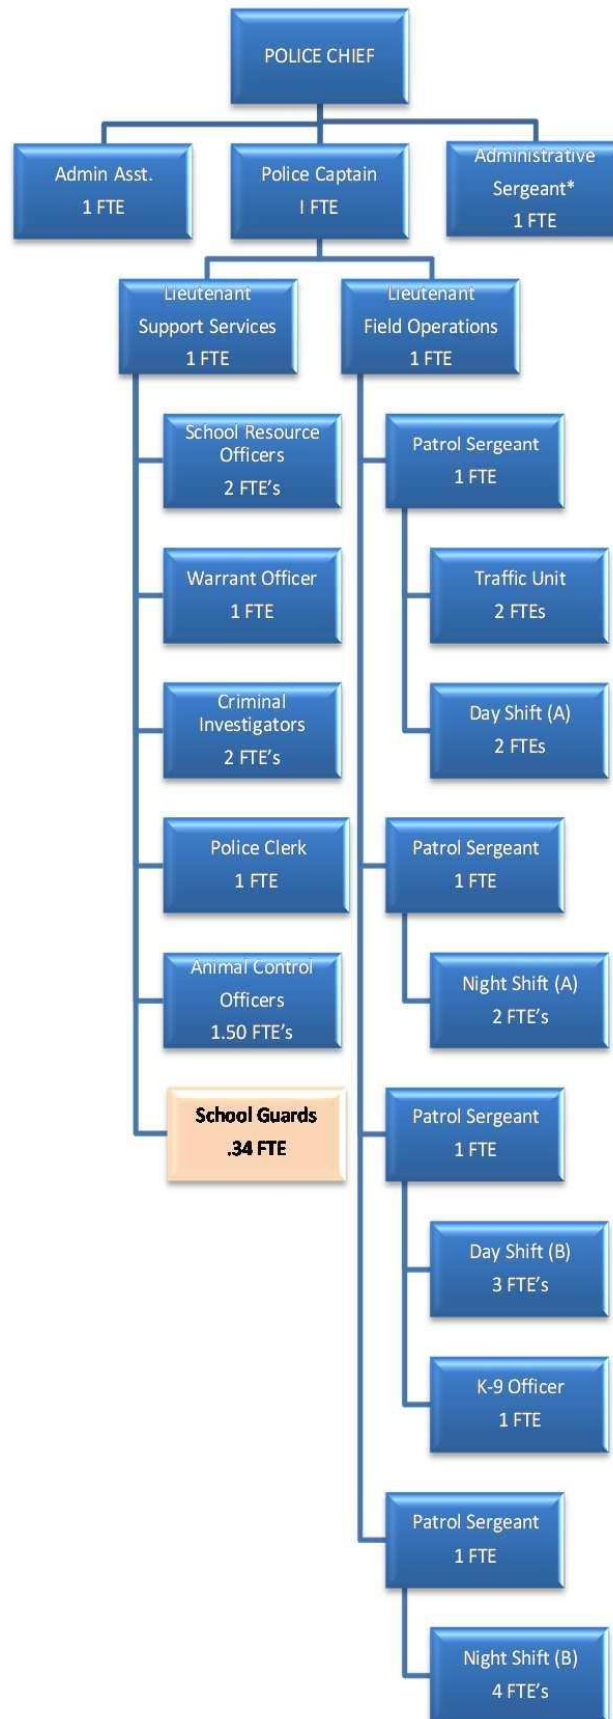 POLICE CHIEF
Admin Asst.
1 FTE
Police Captain
I FTE
Administrative
Sergeant*
1 FTE
Lieutenant
Support Services
1 FTE
Lieutenant
Field Operations
1 FTE
School Resource
Officers
2 FTE's
Warrant Officer
1 FTE
Criminal
Investigators
2 FTE's
Police Clerk
1 FTE
Animal Control
Officers
1.50 FTE's
School Guards
.34 FTE
Patrol Sergeant
1 FTE
Traffic Unit
2 FTEs
Day Shift (A)
2 FTEs
Patrol Sergeant
1 FTE
Night Shift (A)
2 FTE's
Patrol Sergeant
1 FTE
Day Shift (B)
3 FTE's
K-9 Officer
1 FTE
Patrol Sergeant
1 FTE
Night Shift (B)
4 FTE's